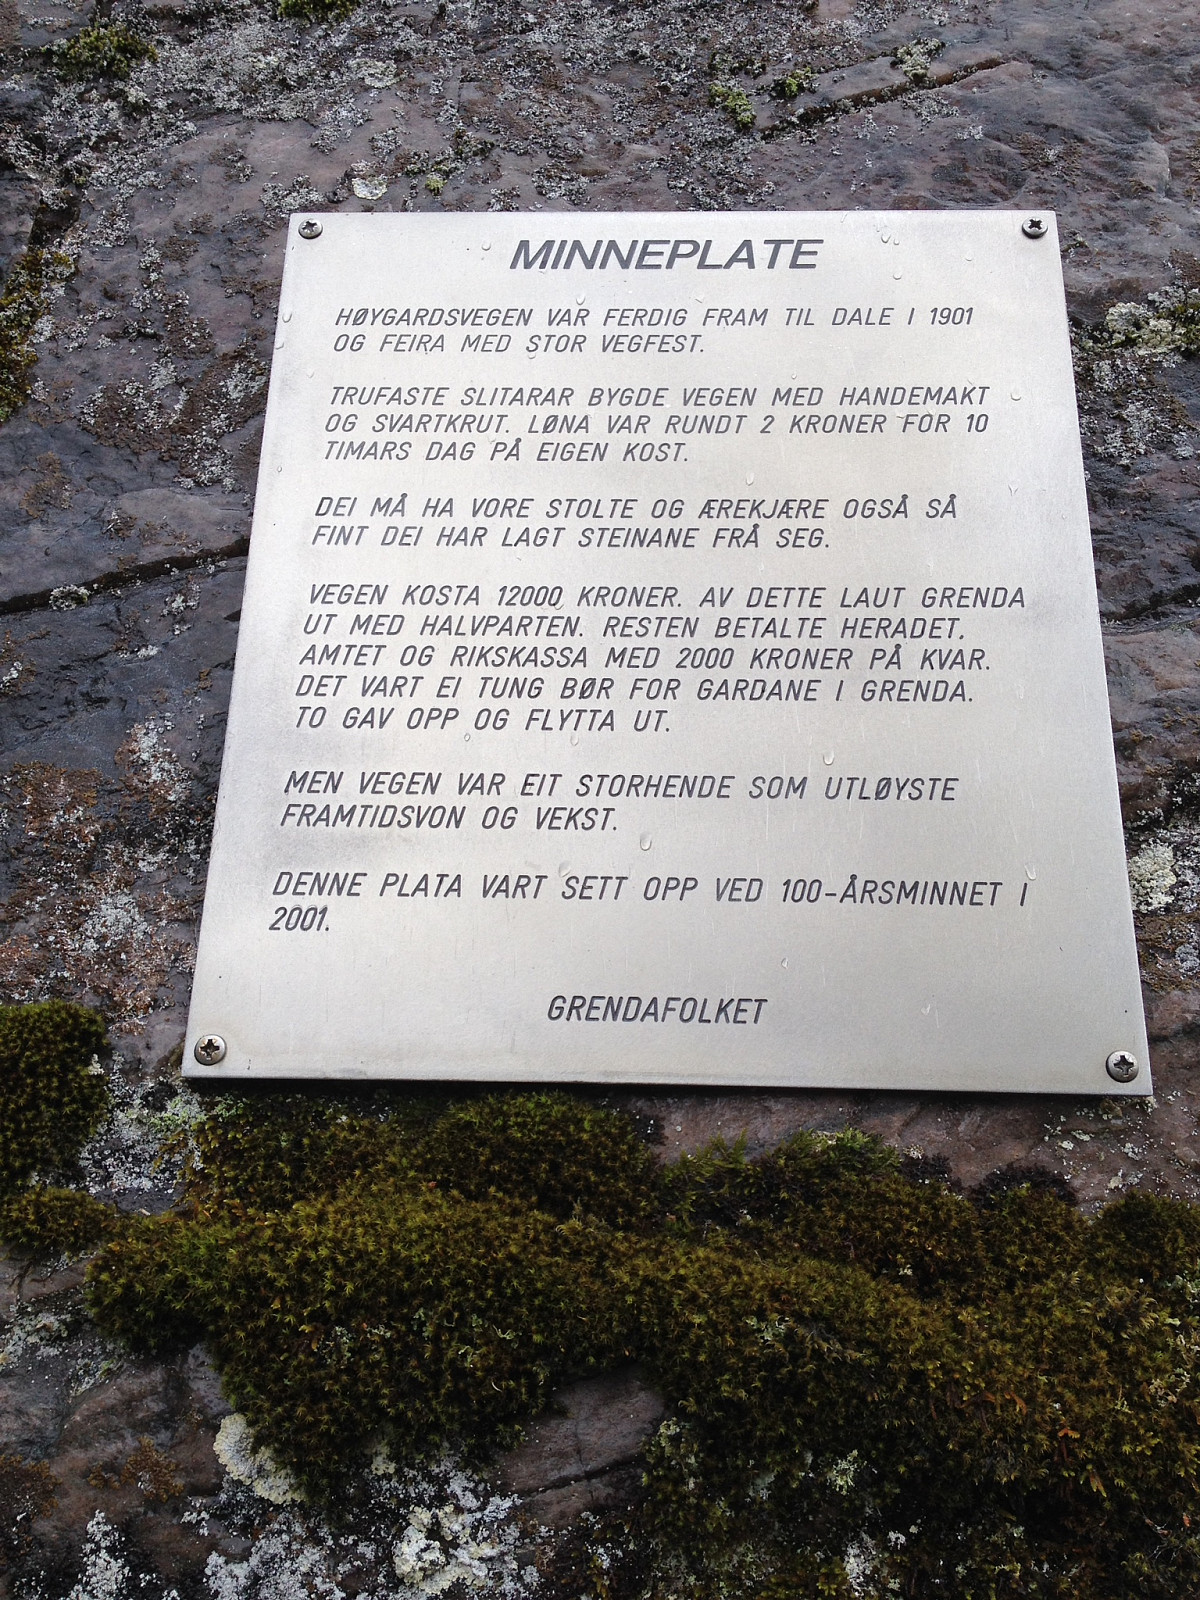 MINNEPLATE
HØYGARDSVEGEN VAR FERDIG FRAM TIL DALE I 1901
OG FEIRA MED STOR VEGFEST.
TRUFASTE SLITARAR BYGDE VEGEN MED HANDEMAKT
OG SVARTKRUT. LØNA VAR RUNDT 2 KRONER FOR 10
TIMARS DAG PÅ EIGEN KOST.
DEI MÅ HA VORE STOLTE OG ÆREKJÆRE OGSÅ SÅ
FINT DEI HAR LAGT STEINANE FRÅ SEG.
VEGEN KOSTA 12000 KRONER. AV DETTE LAUT GRENDA
UT MED HALVPARTEN. RESTEN BETALTE HERADET,
AMTET OG RIKSKASSA MED 2000 KRONER PÅ KVAR.
DET VART EI TUNG BØR FOR GARDANE I GRENDA.
TO GAV OPP OG FLYTTA UT.
MEN VEGEN VAR EIT STORHENDE SOM UTLØYSTE
FRAMTIDSVON OG VEKST.
DENNE PLATA VART SETT OPP VED 100-ÅRSMINNET I
2001.
GRENDAFOLKET